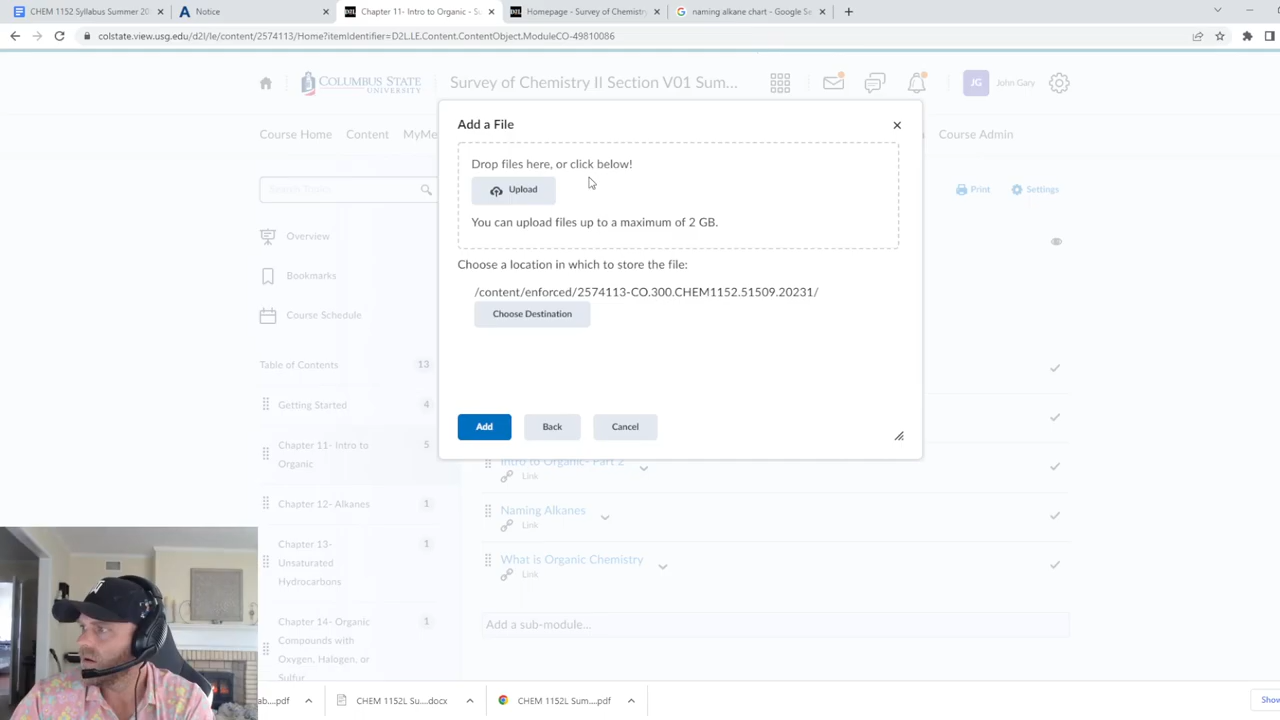 CHEM 1152 Syllabus Summer 20
Notice
Chapter 11- Intro to Organic - S
Homepage - Survey of Chemistry
naming alkane chart - Google Se
colstate.view.usg.edu/d2l/le/content/2574113/Home?itemIdentifier=D2L.LE.Content.ContentObject.ModuleCO-49810086
COLUMBUS STATE
UNIVERSITY
Survey of Chemistry II Section V01 Sum...
JG
John Gary
Course Home
Content
MyMe
Course Admin
Add a File
Drop files here, or click below!
Upload
You can upload files up to a maximum of 2 GB.
Choose a location in which to store the file:
/content/enforced/2574113-CO.300.CHEM1152.51509.20231/
Choose Destination
Add
Back
Cancel
Search Topics
Print
Settings
Overview
Bookmarks
Course Schedule
Table of Contents
13
Getting Started
4
Chapter 11- Intro to
Organic
5
Chapter 12- Alkanes
1
Chapter 13-
Unsaturated
Hydrocarbons
1
Chapter 14- Organic
Compounds with
Oxygen, Halogen, or
Sulfur
1
Intro to Organic- Part 2
Link
Naming Alkanes
Link
What is Organic Chemistry
Link
Add a sub-module...
ab....pdf
CHEM 1152L Su....docx
CHEM 1152L Sum....pdf
Show